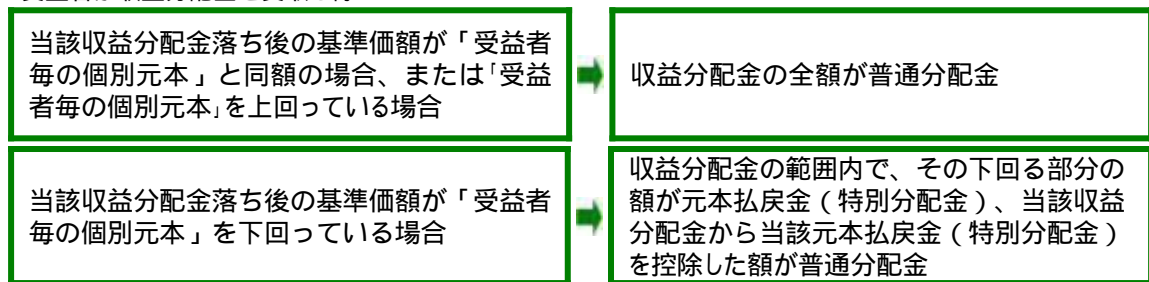 当該収益分配金落ち後の基準価額が「受益者
毎の個別元本」と同額の場合、または「受益
者毎の個別元本」を上回っている場合
収益分配金の全額が普通分配金
当該収益分配金落ち後の基準価額が「受益者
毎の個別元本」を下回っている場合
収益分配金の範囲内で、その下回る部分の
額が元本払戻金（特別分配金）、当該収益
分配金から当該元本払戻金（特別分配金）
を控除した額が普通分配金